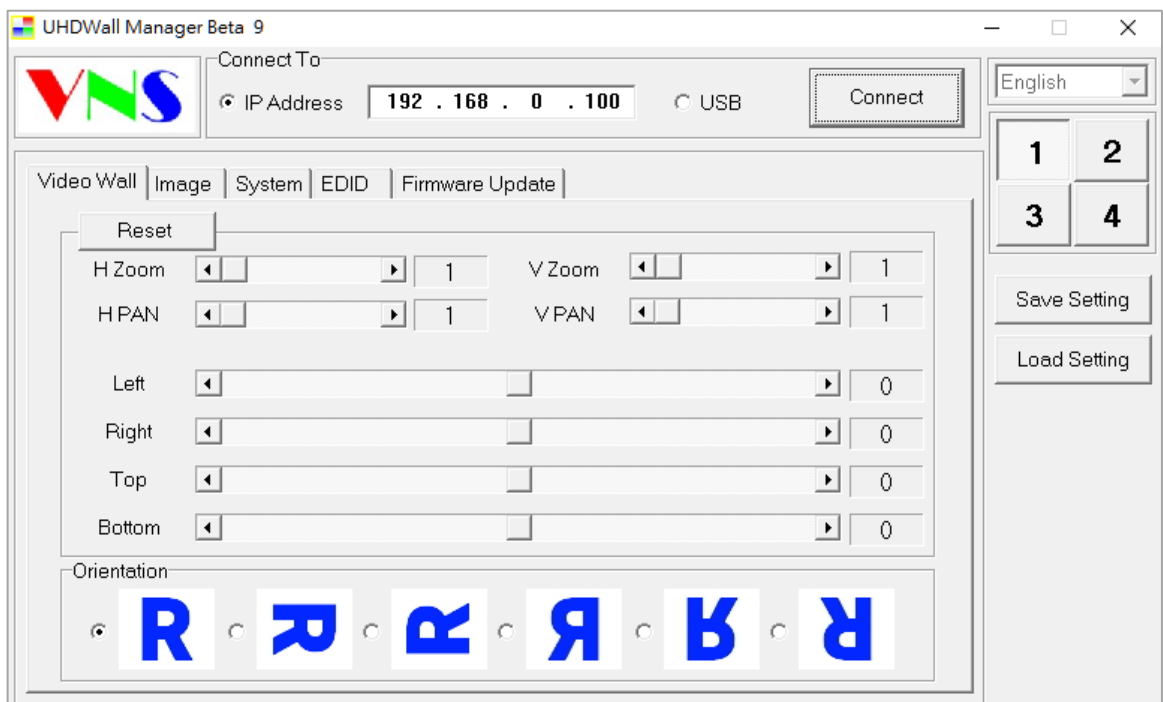 UHDWall Manager Beta 9
VNS
Connect To
IP Address 192 . 168 . 0 . 100 USB Connect
English
1 2
3 4
Save Setting
Load Setting
Video Wall Image System EDID Firmware Update
Reset
H Zoom 1 V Zoom 1
H PAN 1 V PAN 1
Left 0
Right 0
Top 0
Bottom 0
Orientation
R R R R R R